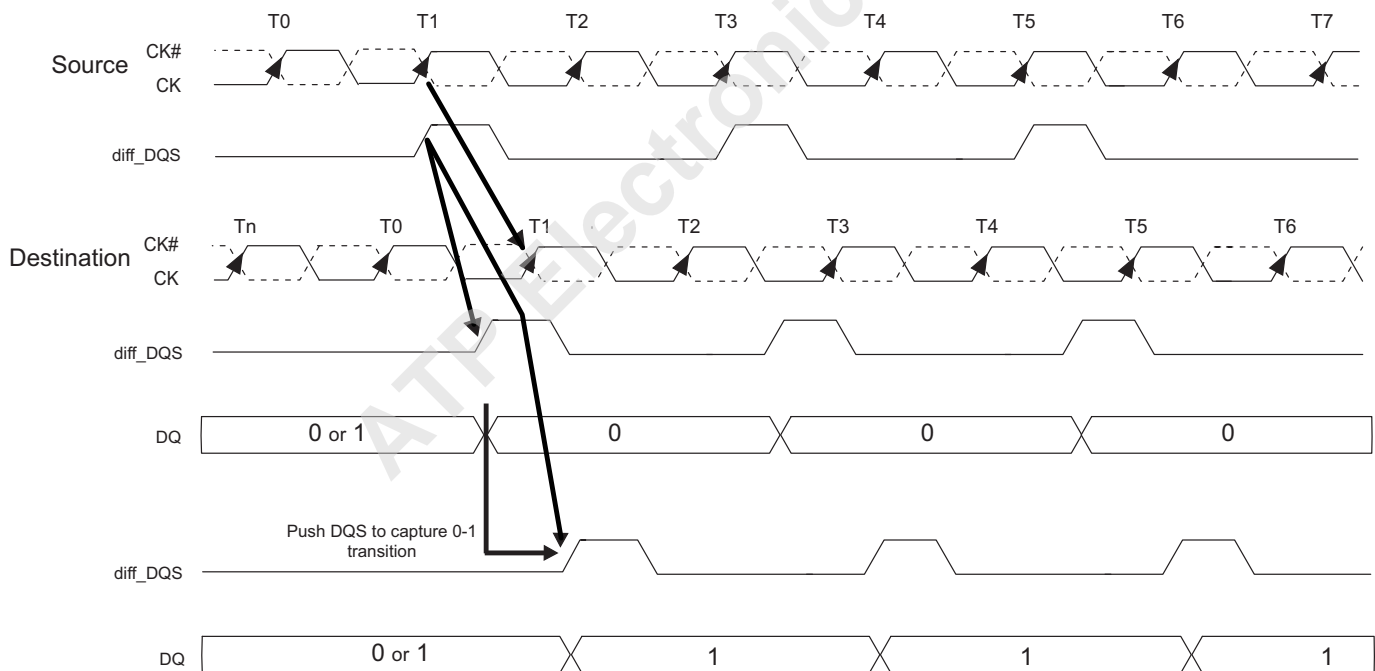 T0 T1 T2 T3 T4 T5 T6 T7
Source
CK#
CK
diff_DQS
Tn T0 T1 T2 T3 T4 T5 T6
Destination
CK#
CK
diff_DQS
DQ 0 or 1 0 0 0
Push DQS to capture 0-1
transition
diff_DQS
DQ 0 or 1 1 1 1
ATP Electronic